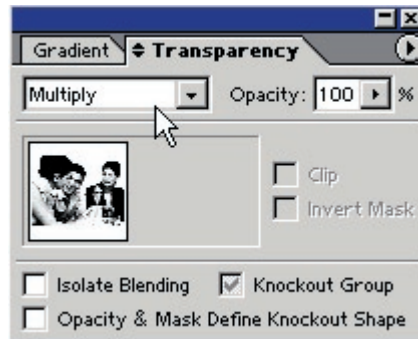 Gradient Transparency
Multiply Opacity: 100 %
Clip
Invert Mask
Isolate Blending Knockout Group
Opacity & Mask Define Knockout Shape